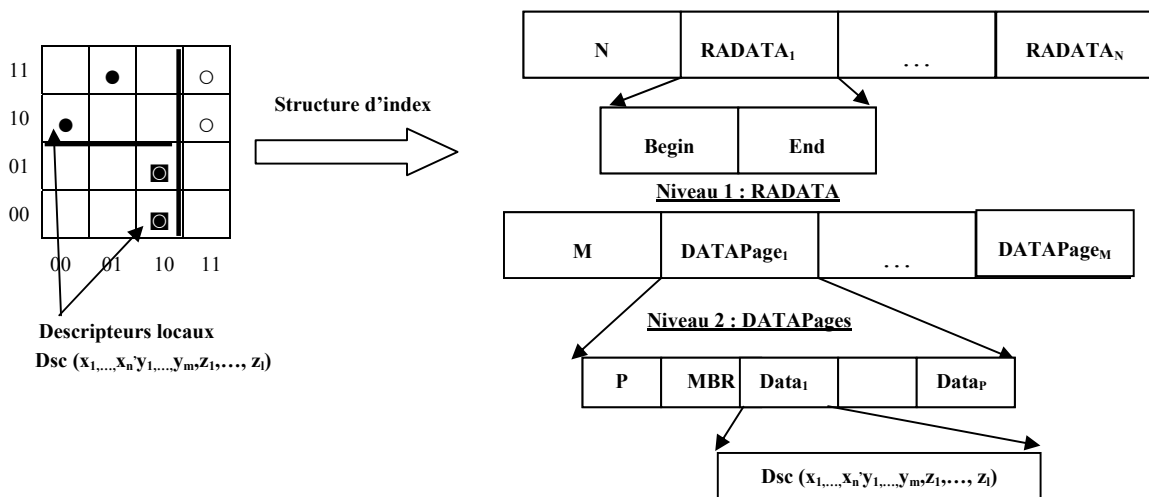 11
10
01
00
00 01 10 11
Descripteurs locaux
Dsc (x1,...,xn,y1,...,ym,z1,..., zl)
Structure d'index
N RADATA1 ... RADATAN
Begin End
Niveau 1 : RADATA
M DATAPage1 ... DATAPageM
Niveau 2 : DATAPages
P MBR Data1 DataP
Dsc (x1,...,xn,y1,...,ym,z1,..., zl)